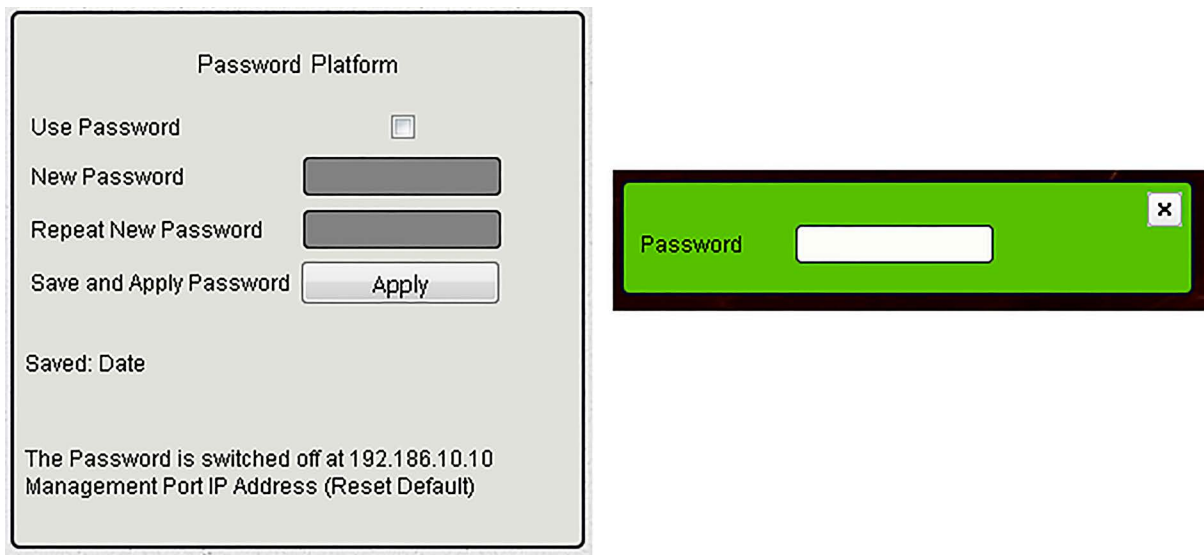 Password Platform
Use Password
New Password
Repeat New Password
Save and Apply Password Apply
Saved: Date
The Password is switched off at 192.186.10.10
Management Port IP Address (Reset Default)
Password